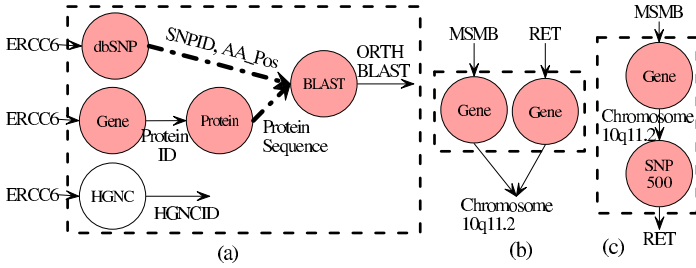 ERCC6
dbSNP
SNPID, AA_Pos
BLAST
ORTH
BLAST
ERCC6
Gene
Protein
ID
Protein
Protein
Sequence
ERCC6
HGNC
HGNCID
(a)
MSMB
RET
Gene
Gene
Chromosome
10q11.2
(b)
MSMB
Gene
Chromosome
10q11.2
SNP
500
RET
(c)